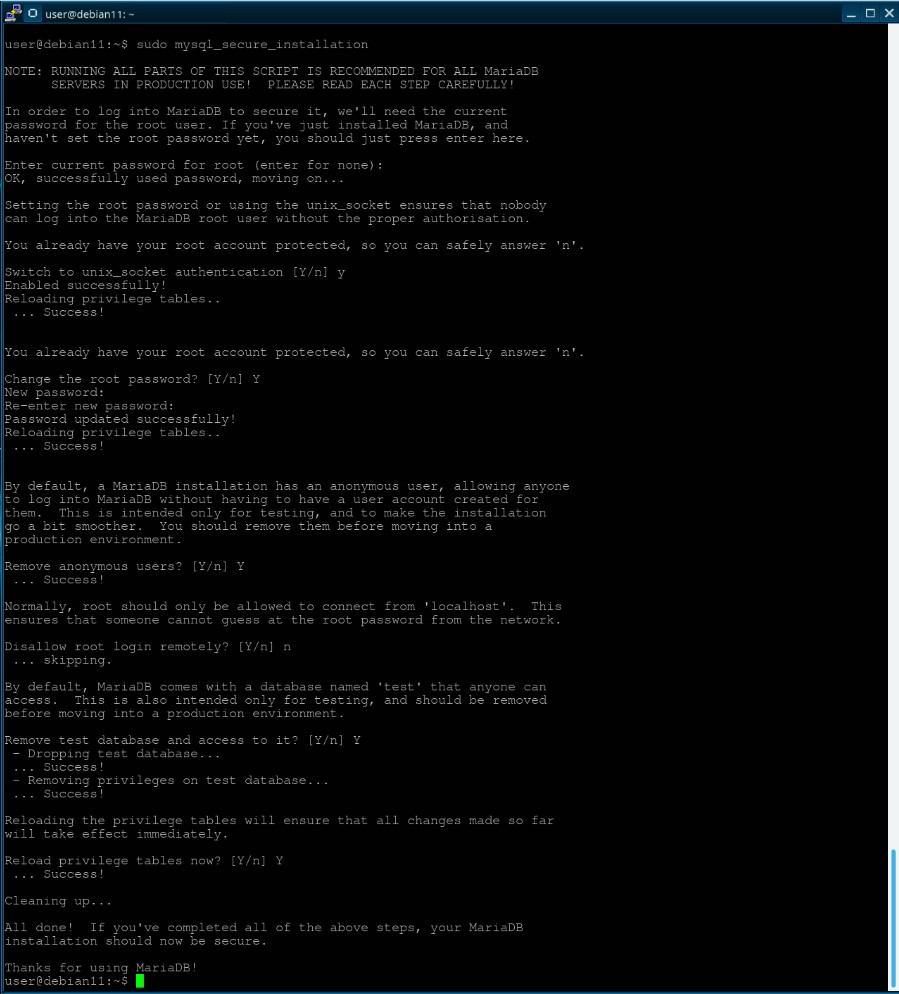 user@debian11: ~
user@debian11:~$ sudo mysql_secure_installation
NOTE: RUNNING ALL PARTS OF THIS SCRIPT IS RECOMMENDED FOR ALL MariaDB
      SERVERS IN PRODUCTION USE!  PLEASE READ EACH STEP CAREFULLY!
In order to log into MariaDB to secure it, we'll need the current
password for the root user. If you've just installed MariaDB, and
haven't set the root password yet, you should just press enter here.
Enter current password for root (enter for none):
OK, successfully used password, moving on...
Setting the root password or using the unix_socket ensures that nobody
can log into the MariaDB root user without the proper authorisation.
You already have your root account protected, so you can safely answer 'n'.
Switch to unix_socket authentication [Y/n] y
Enabled successfully!
Reloading privilege tables..
 ... Success!
You already have your root account protected, so you can safely answer 'n'.
Change the root password? [Y/n] Y
New password:
Re-enter new password:
Password updated successfully!
Reloading privilege tables..
 ... Success!
By default, a MariaDB installation has an anonymous user, allowing anyone
to log into MariaDB without having to have a user account created for
them.  This is intended only for testing, and to make the installation
go a bit smoother.  You should remove them before moving into a
production environment.
Remove anonymous users? [Y/n] Y
 ... Success!
Normally, root should only be allowed to connect from 'localhost'.  This
ensures that someone cannot guess at the root password from the network.
Disallow root login remotely? [Y/n] n
 ... skipping.
By default, MariaDB comes with a database named 'test' that anyone can
access.  This is also intended only for testing, and should be removed
before moving into a production environment.
Remove test database and access to it? [Y/n] Y
 - Dropping test database...
 ... Success!
 - Removing privileges on test database...
 ... Success!
Reloading the privilege tables will ensure that all changes made so far
will take effect immediately.
Reload privilege tables now? [Y/n] Y
 ... Success!
Cleaning up...
All done!  If you've completed all of the above steps, your MariaDB
installation should now be secure.
Thanks for using MariaDB!
user@debian11:~$